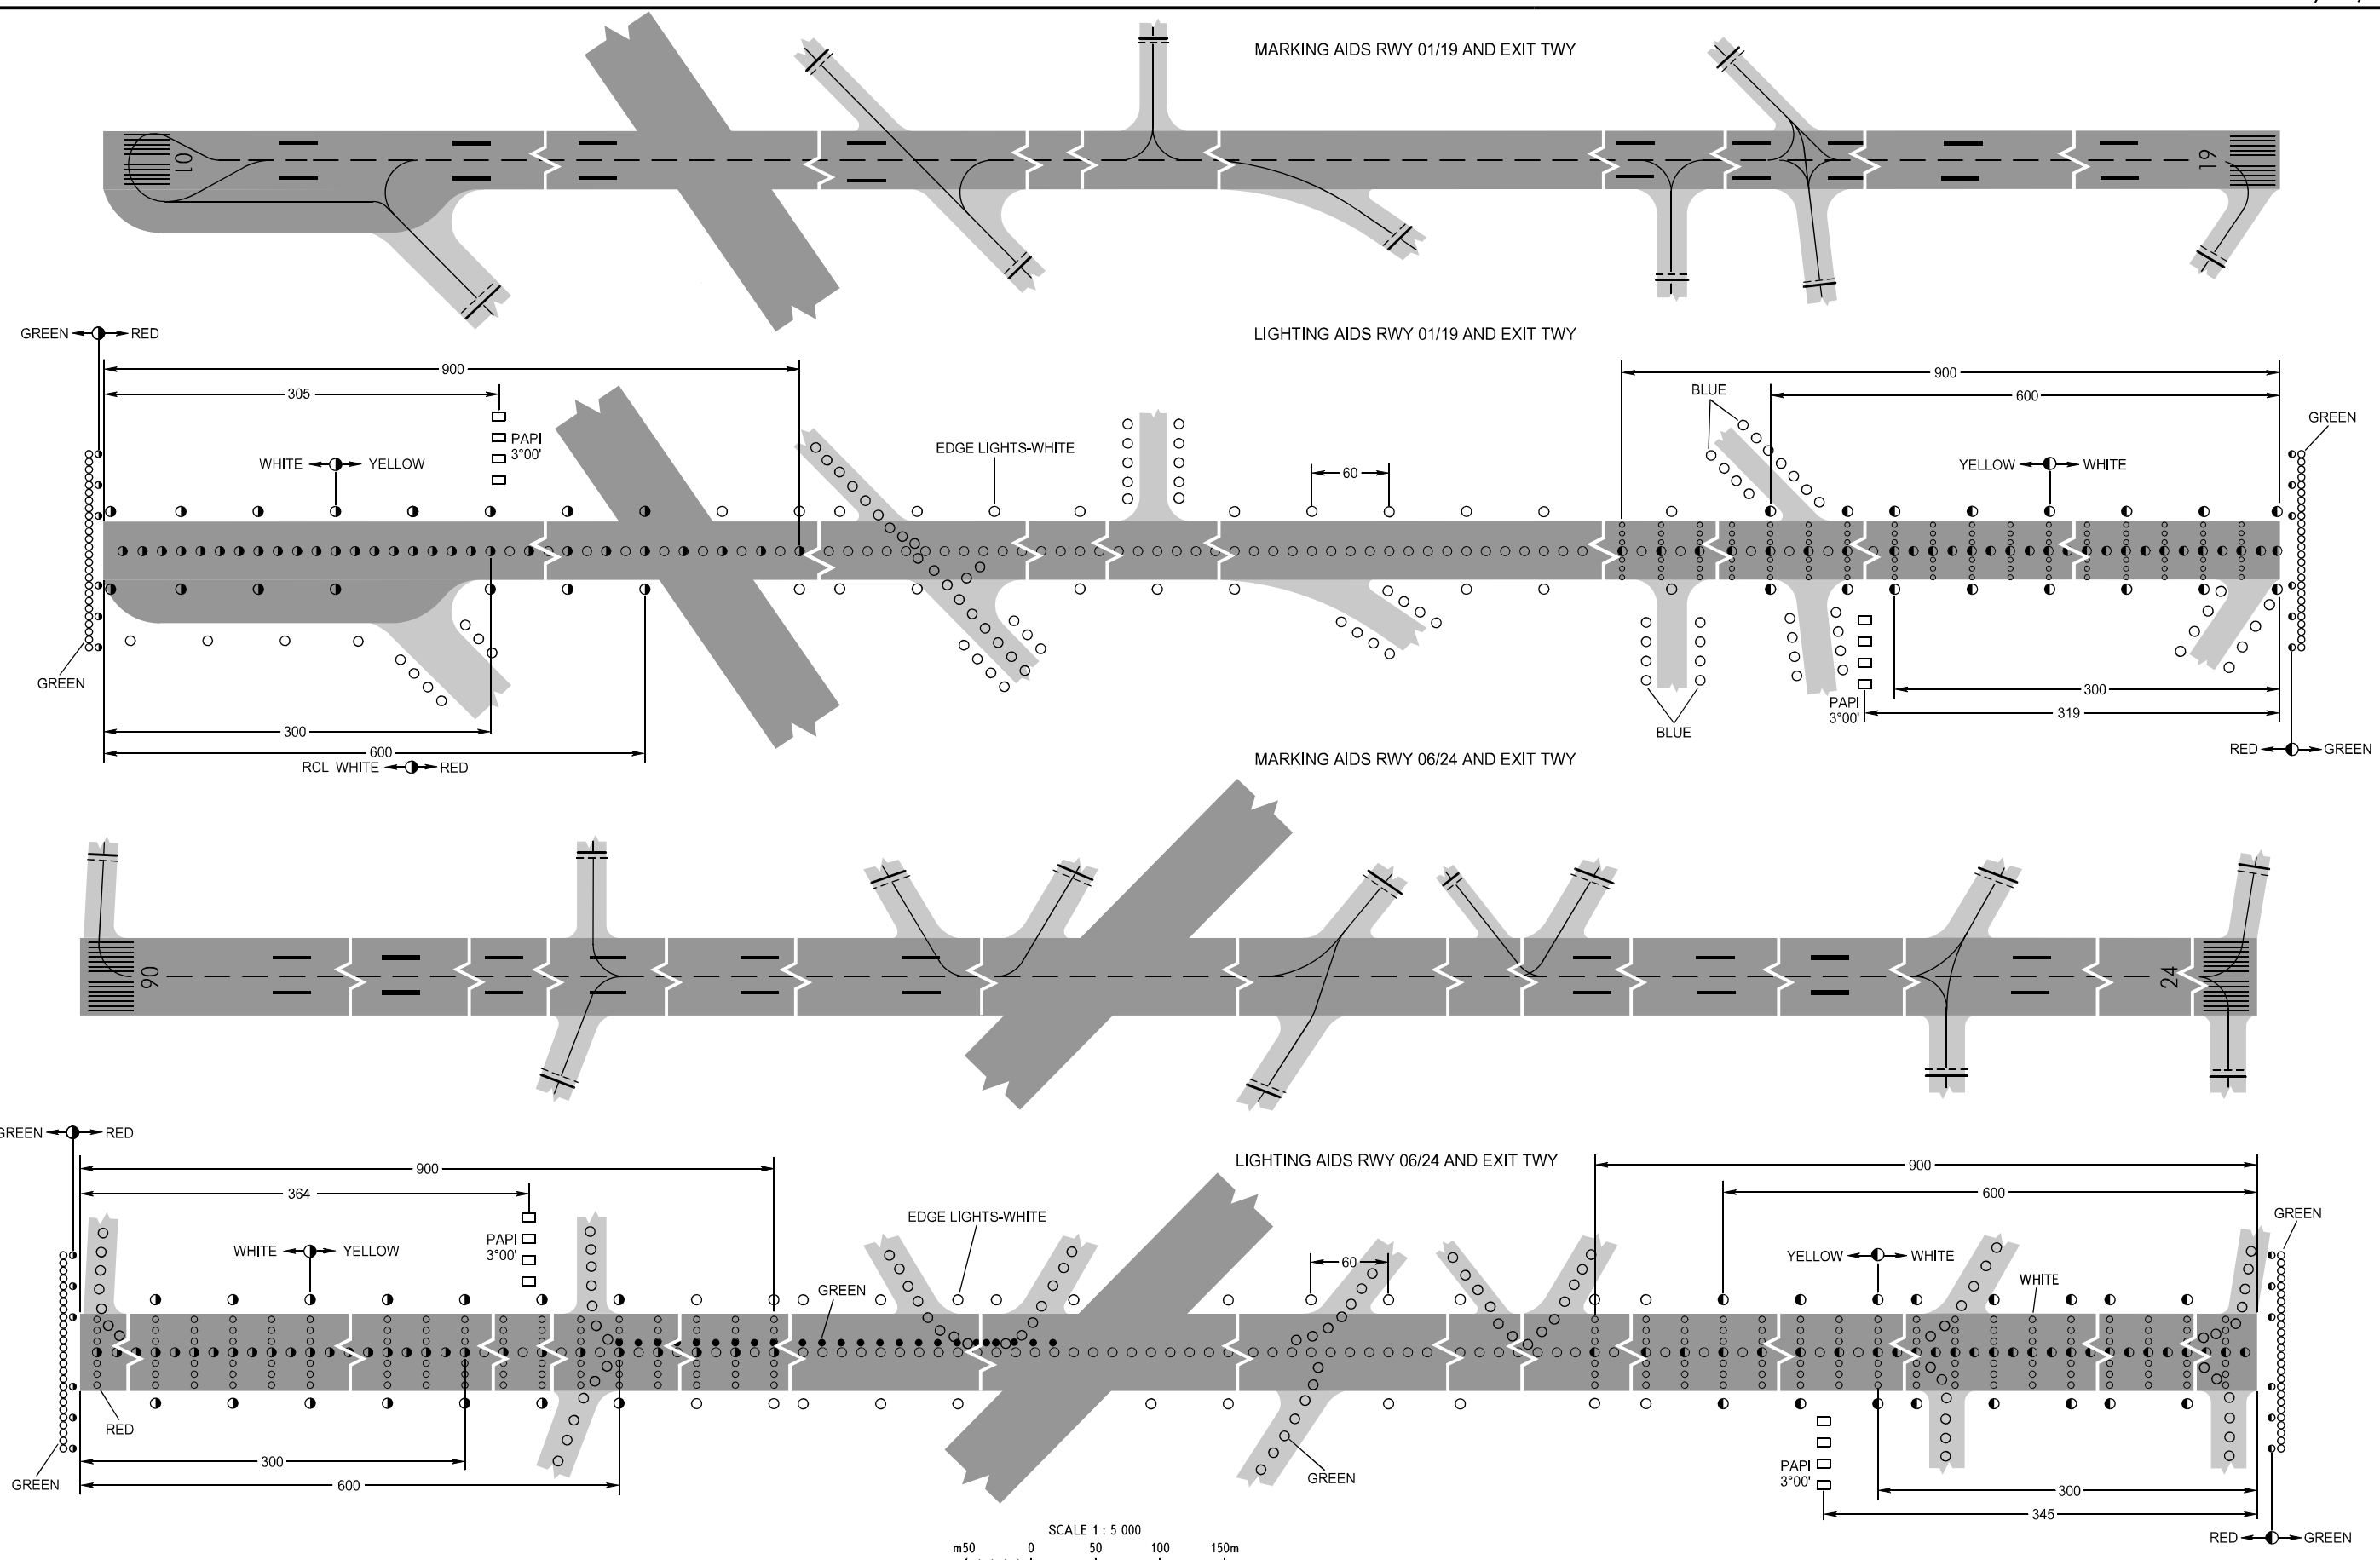 MARKING AIDS RWY 01/19 AND EXIT TWY
01
19
LIGHTING AIDS RWY 01/19 AND EXIT TWY
GREEN RED
900
305
PAPI
3°00'
WHITE YELLOW
EDGE LIGHTS-WHITE
60
BLUE
900
600
GREEN
YELLOW WHITE
GREEN
300
600
RCL WHITE RED
BLUE
PAPI
3°00'
300
319
RED GREEN
MARKING AIDS RWY 06/24 AND EXIT TWY
06
24
LIGHTING AIDS RWY 06/24 AND EXIT TWY
GREEN RED
900
364
PAPI
3°00'
WHITE YELLOW
EDGE LIGHTS-WHITE
GREEN
60
900
600
GREEN
YELLOW WHITE
WHITE
RED
GREEN
300
600
GREEN
PAPI
3°00'
300
345
RED GREEN
SCALE 1 : 5 000
m50 0 50 100 150m